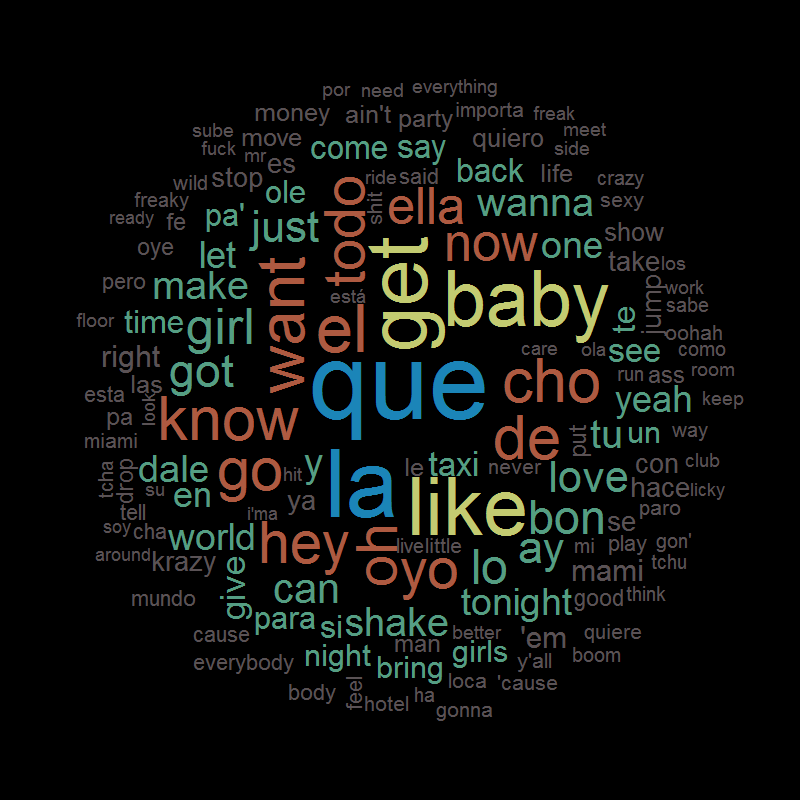 por need everything
money ain't party importa freak
sube move quiero meet
fuck mr es come say side
wild stop ride said back life crazy
freaky ole shit ella wanna sexy
ready fe pa' just todo now one show
oye let get take los
pero make want está baby te jump work
floor time girl el sabe
right got care ola see oohah como
esta las que cho run ass room
pa look know de yeah keep
miami put tu un way
tcha drop dale go hit y la le taxi never love con club
su en ya like hace licky
tell i'ma bon se paro
soy cha world hey oh live little ay mi play gon'
around krazy oyo lo mami tchu
mundo give can tonight good think
cause para si shake better 'em quiere
everybody night man girls y'all boom
body feel bring loca 'cause
hotel ha gonna